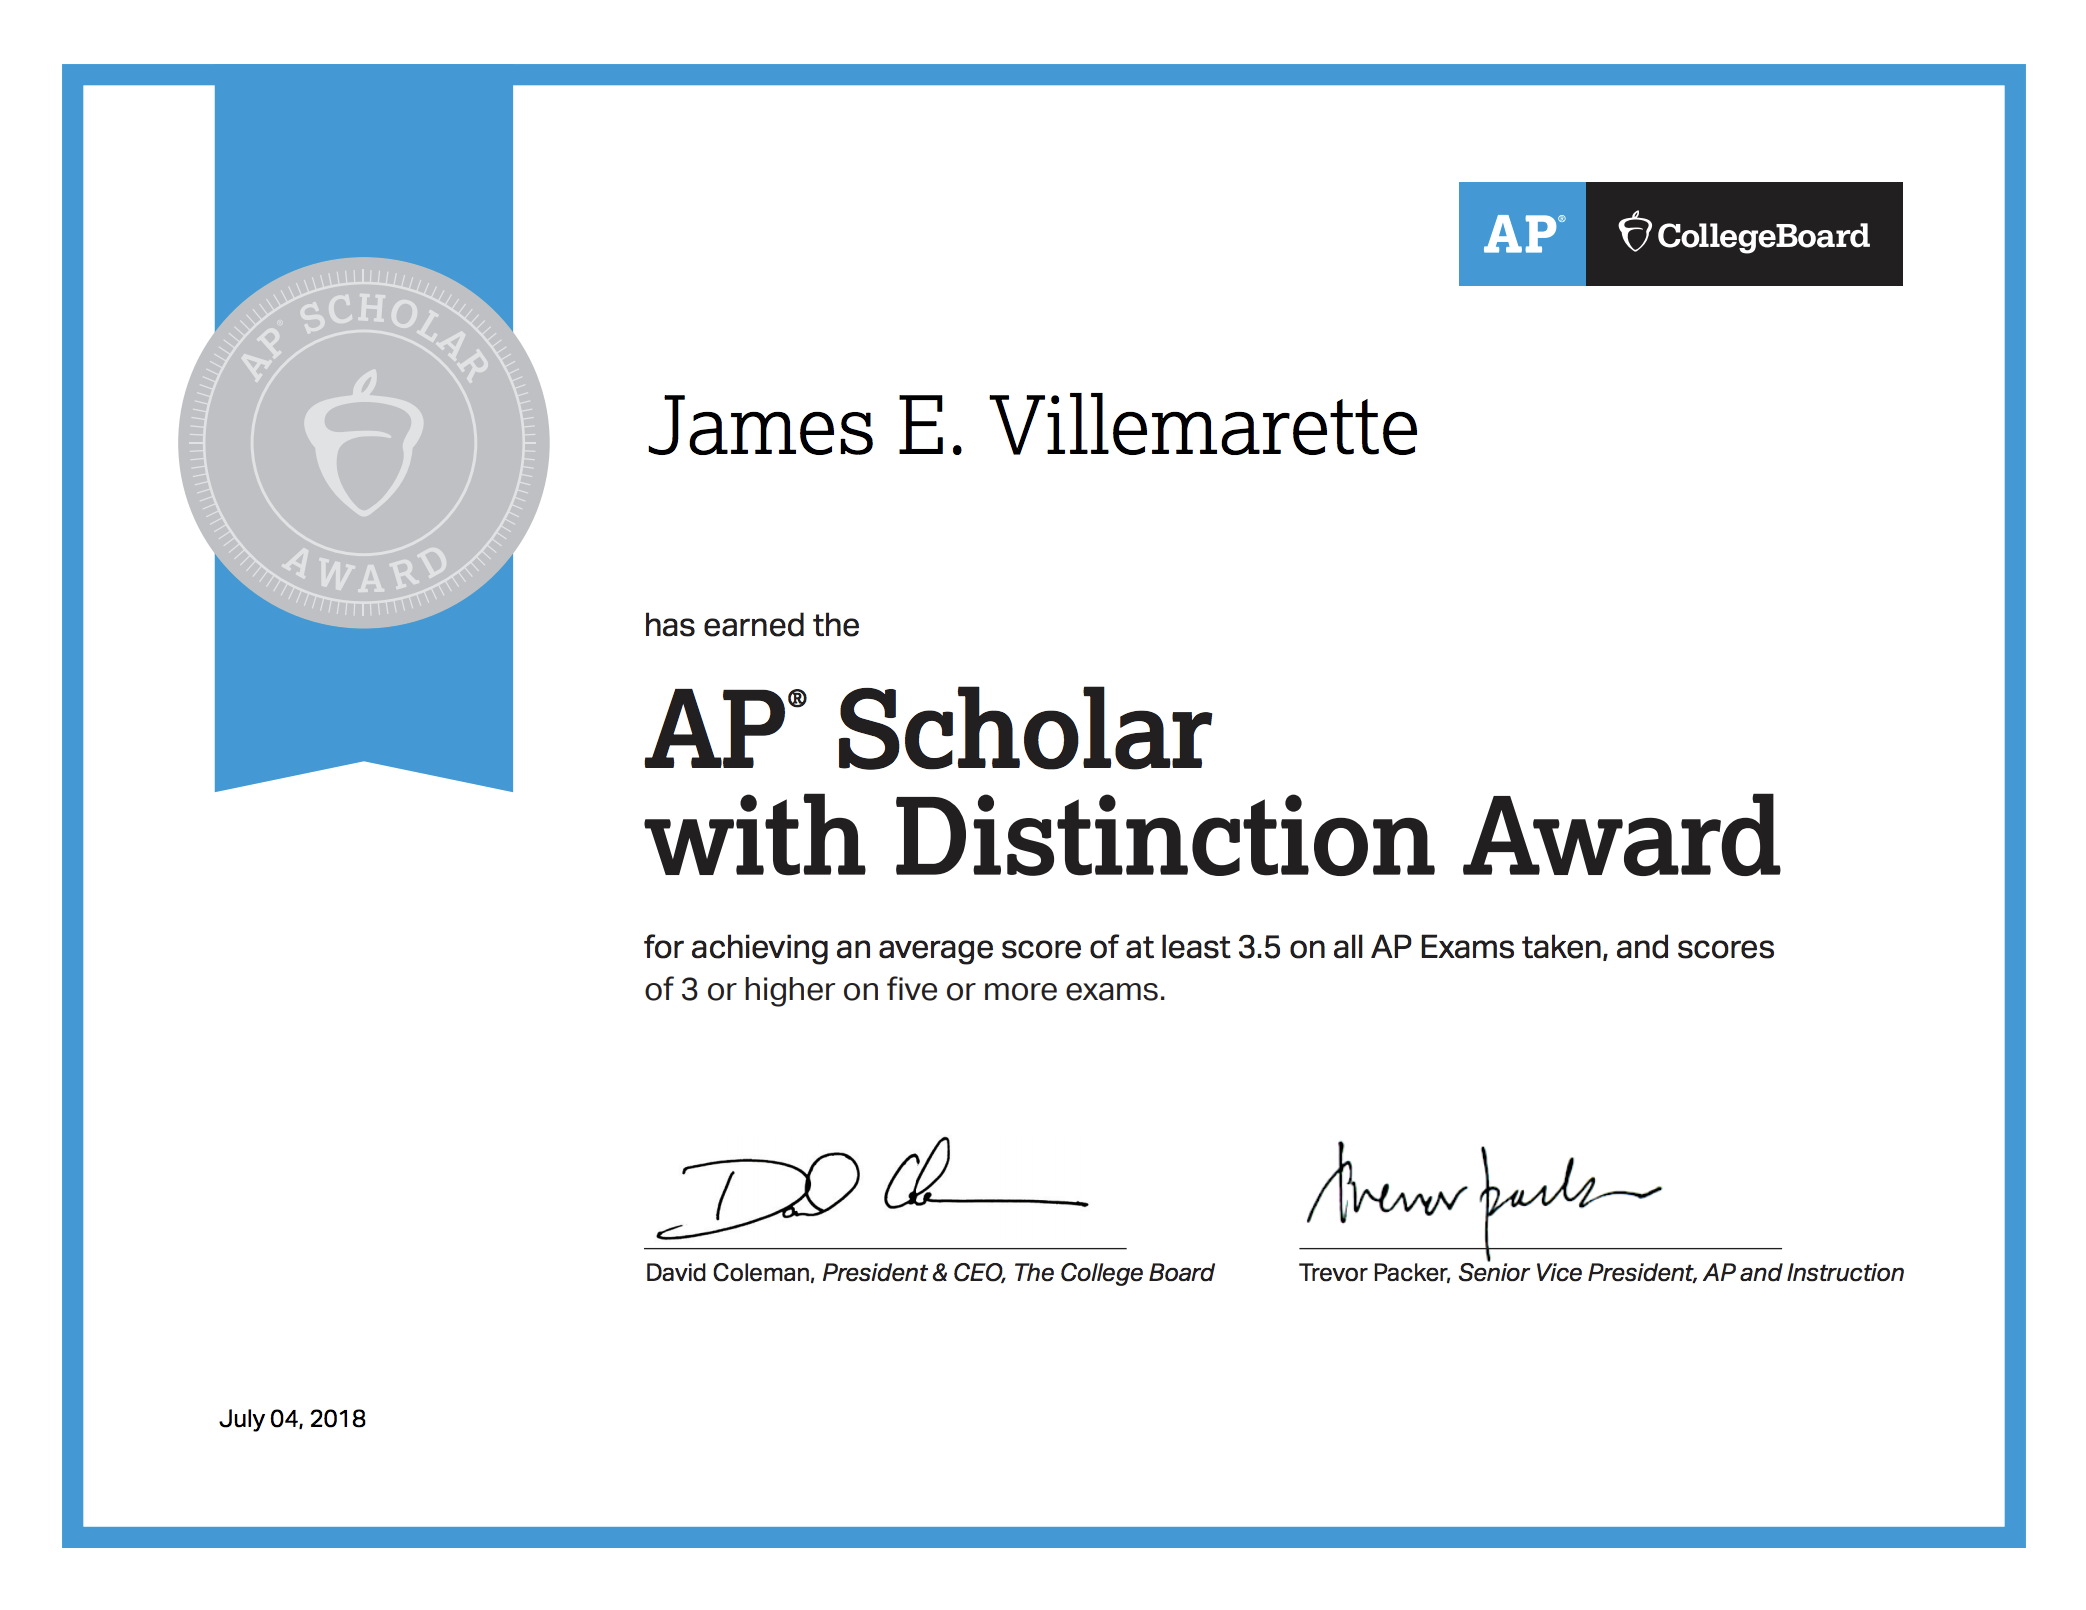 AP® CollegeBoard
AP® SCHOLAR
AWARD
James E. Villemarette
has earned the
AP® Scholar
with Distinction Award
for achieving an average score of at least 3.5 on all AP Exams taken, and scores
of 3 or higher on five or more exams.
David Coleman, President & CEO, The College Board
Trevor Packer, Senior Vice President, AP and Instruction
July 04, 2018